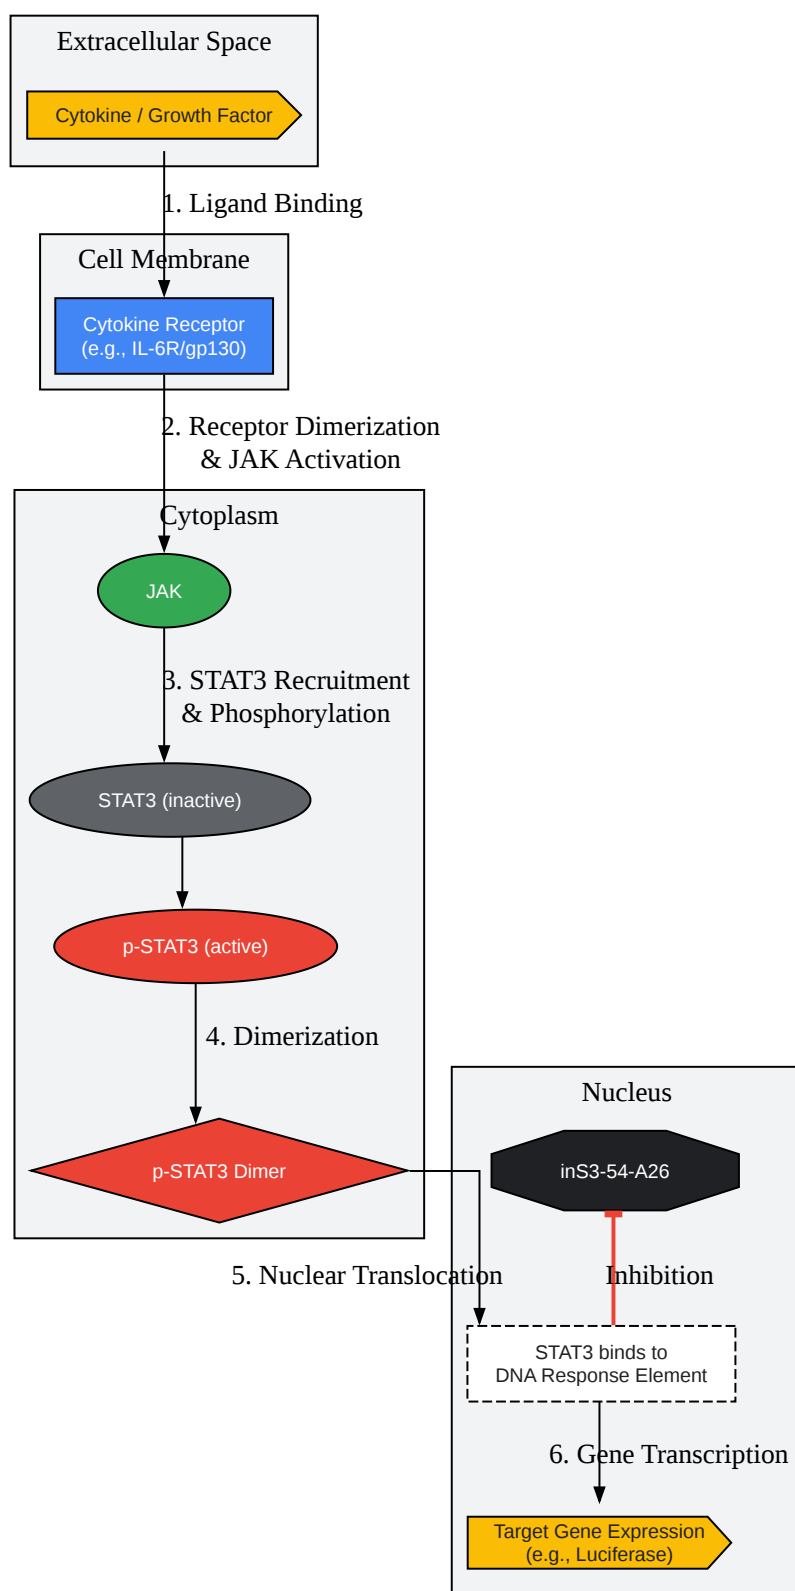 Extracellular Space
Cytokine / Growth Factor
1. Ligand Binding
Cell Membrane
Cytokine Receptor
(e.g., IL-6R/gp130)
2. Receptor Dimerization
& JAK Activation
Cytoplasm
JAK
3. STAT3 Recruitment
& Phosphorylation
STAT3 (inactive)
p-STAT3 (active)
4. Dimerization
p-STAT3 Dimer
5. Nuclear Translocation
Nucleus
inS3-54-A26
Inhibition
STAT3 binds to
DNA Response Element
6. Gene Transcription
Target Gene Expression
(e.g., Luciferase)